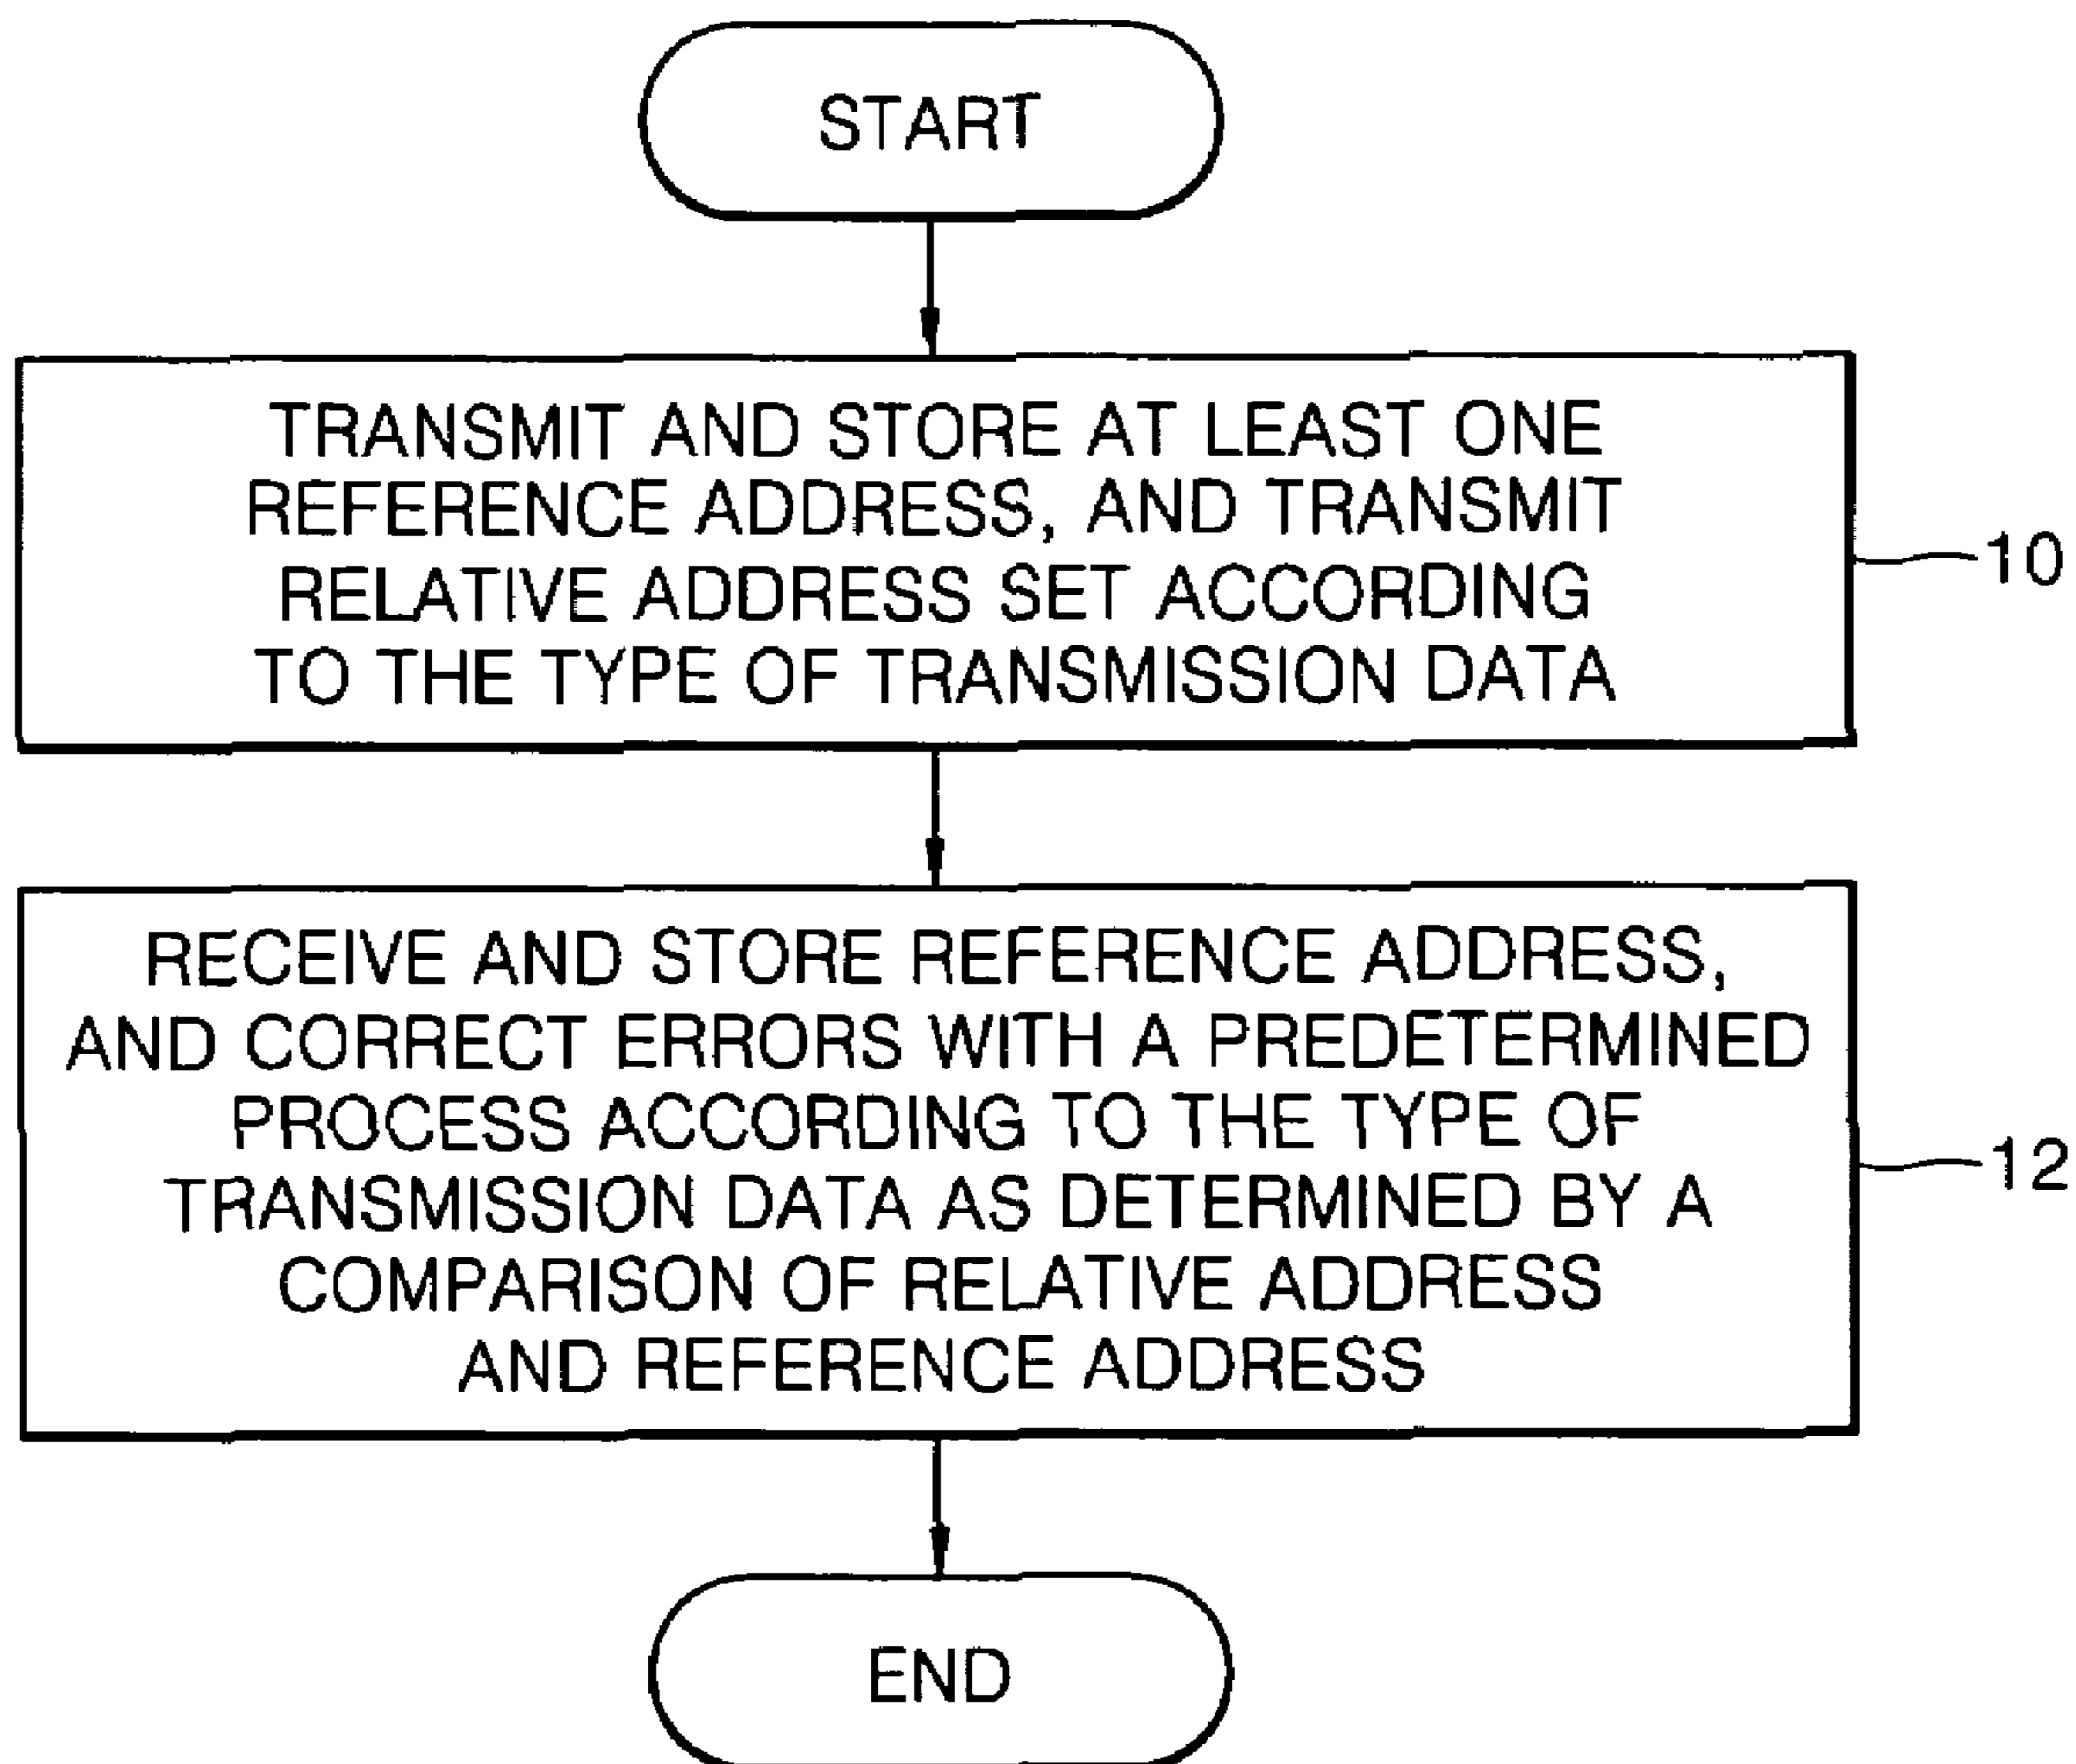 START
TRANSMIT AND STORE AT LEAST ONE
REFERENCE ADDRESS, AND TRANSMIT
RELATIVE ADDRESS SET ACCORDING
TO THE TYPE OF TRANSMISSION DATA
10
RECEIVE AND STORE REFERENCE ADDRESS,
AND CORRECT ERRORS WITH A PREDETERMINED
PROCESS ACCORDING TO THE TYPE OF
TRANSMISSION DATA AS DETERMINED BY A
COMPARISON OF RELATIVE ADDRESS
AND REFERENCE ADDRESS
12
END